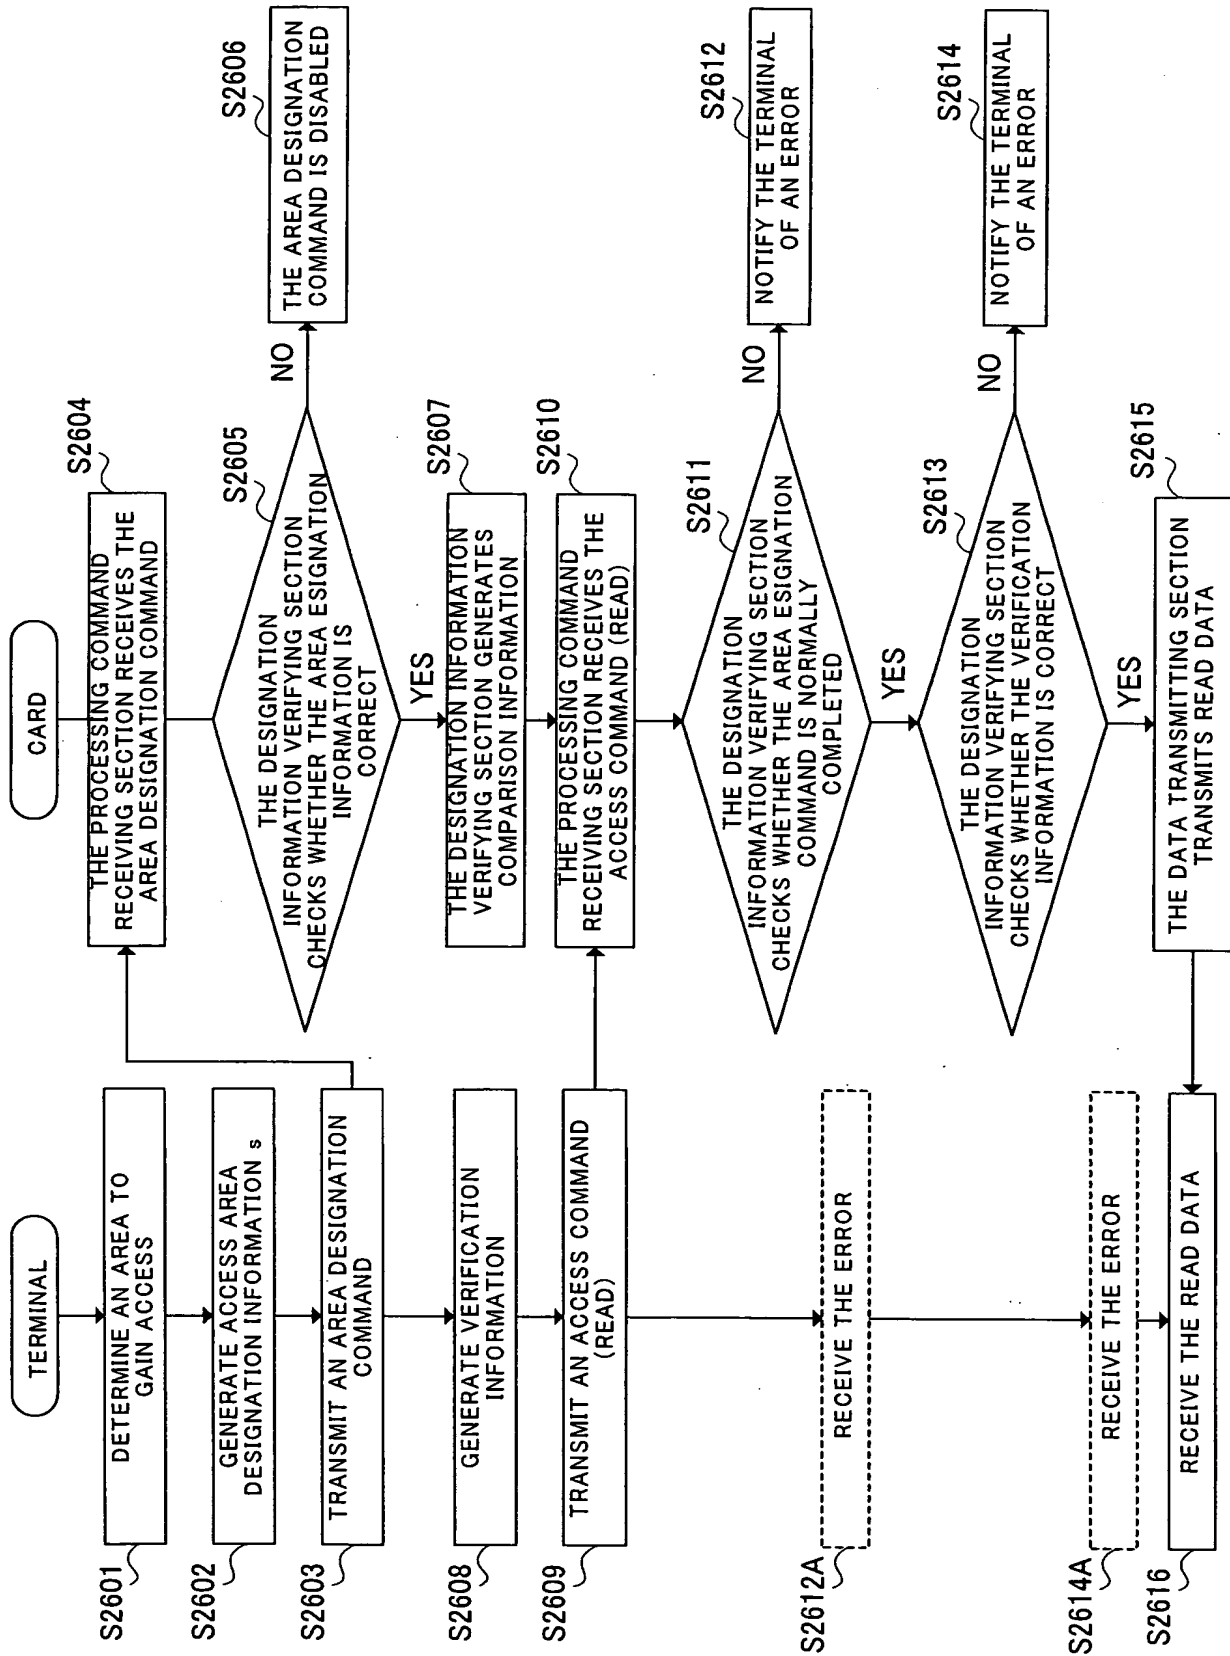 TERMINAL
S2601
DETERMINE AN AREA TO
GAIN ACCESS
S2602
GENERATE ACCESS AREA
DESIGNATION INFORMATION s
S2603
TRANSMIT AN AREA DESIGNATION
COMMAND
S2608
GENERATE VERIFICATION
INFORMATION
S2609
TRANSMIT AN ACCESS COMMAND
(READ)
S2612A
RECEIVE THE ERROR
S2614A
RECEIVE THE ERROR
S2616
RECEIVE THE READ DATA
CARD
S2604
THE PROCESSING COMMAND
RECEIVING SECTION RECEIVES THE
AREA DESIGNATION COMMAND
S2605
THE DESIGNATION
INFORMATION VERIFYING SECTION
CHECKS WHETHER THE AREA ESIGNATION
INFORMATION IS
CORRECT
NO
S2606
THE AREA DESIGNATION
COMMAND IS DISABLED
YES
S2607
THE DESIGNATION INFORMATION
VERIFYING SECTION GENERATES
COMPARISON INFORMATION
S2610
THE PROCESSING COMMAND
RECEIVING SECTION RECEIVES THE
ACCESS COMMAND (READ)
S2611
THE DESIGNATION
INFORMATION VERIFYING SECTION
CHECKS WHETHER THE AREA ESIGNATION
COMMAND IS NORMALLY
COMPLETED
NO
S2612
NOTIFY THE TERMINAL
OF AN ERROR
YES
S2613
THE DESIGNATION
INFORMATION VERIFYING SECTION
CHECKS WHETHER THE VERIFICATION
INFORMATION IS CORRECT
NO
S2614
NOTIFY THE TERMINAL
OF AN ERROR
YES
S2615
THE DATA TRANSMITTING SECTION
TRANSMITS READ DATA